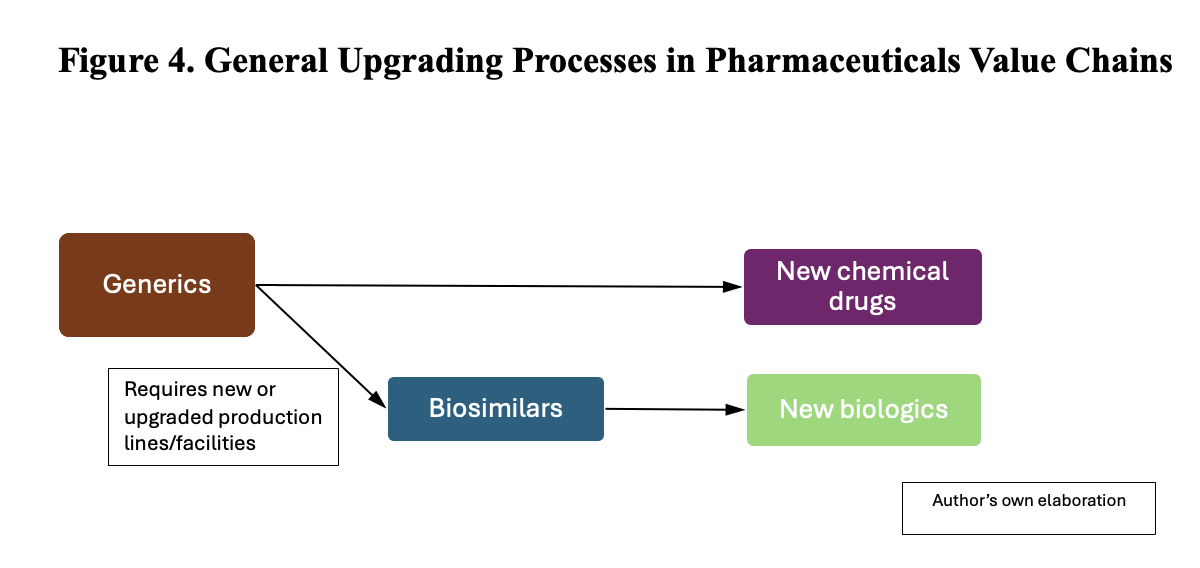 Figure 4. General Upgrading Processes in Pharmaceuticals Value Chains
Generics
New chemical
drugs
Requires new or
upgraded production
lines/facilities
Biosimilars
New biologics
Author’s own elaboration